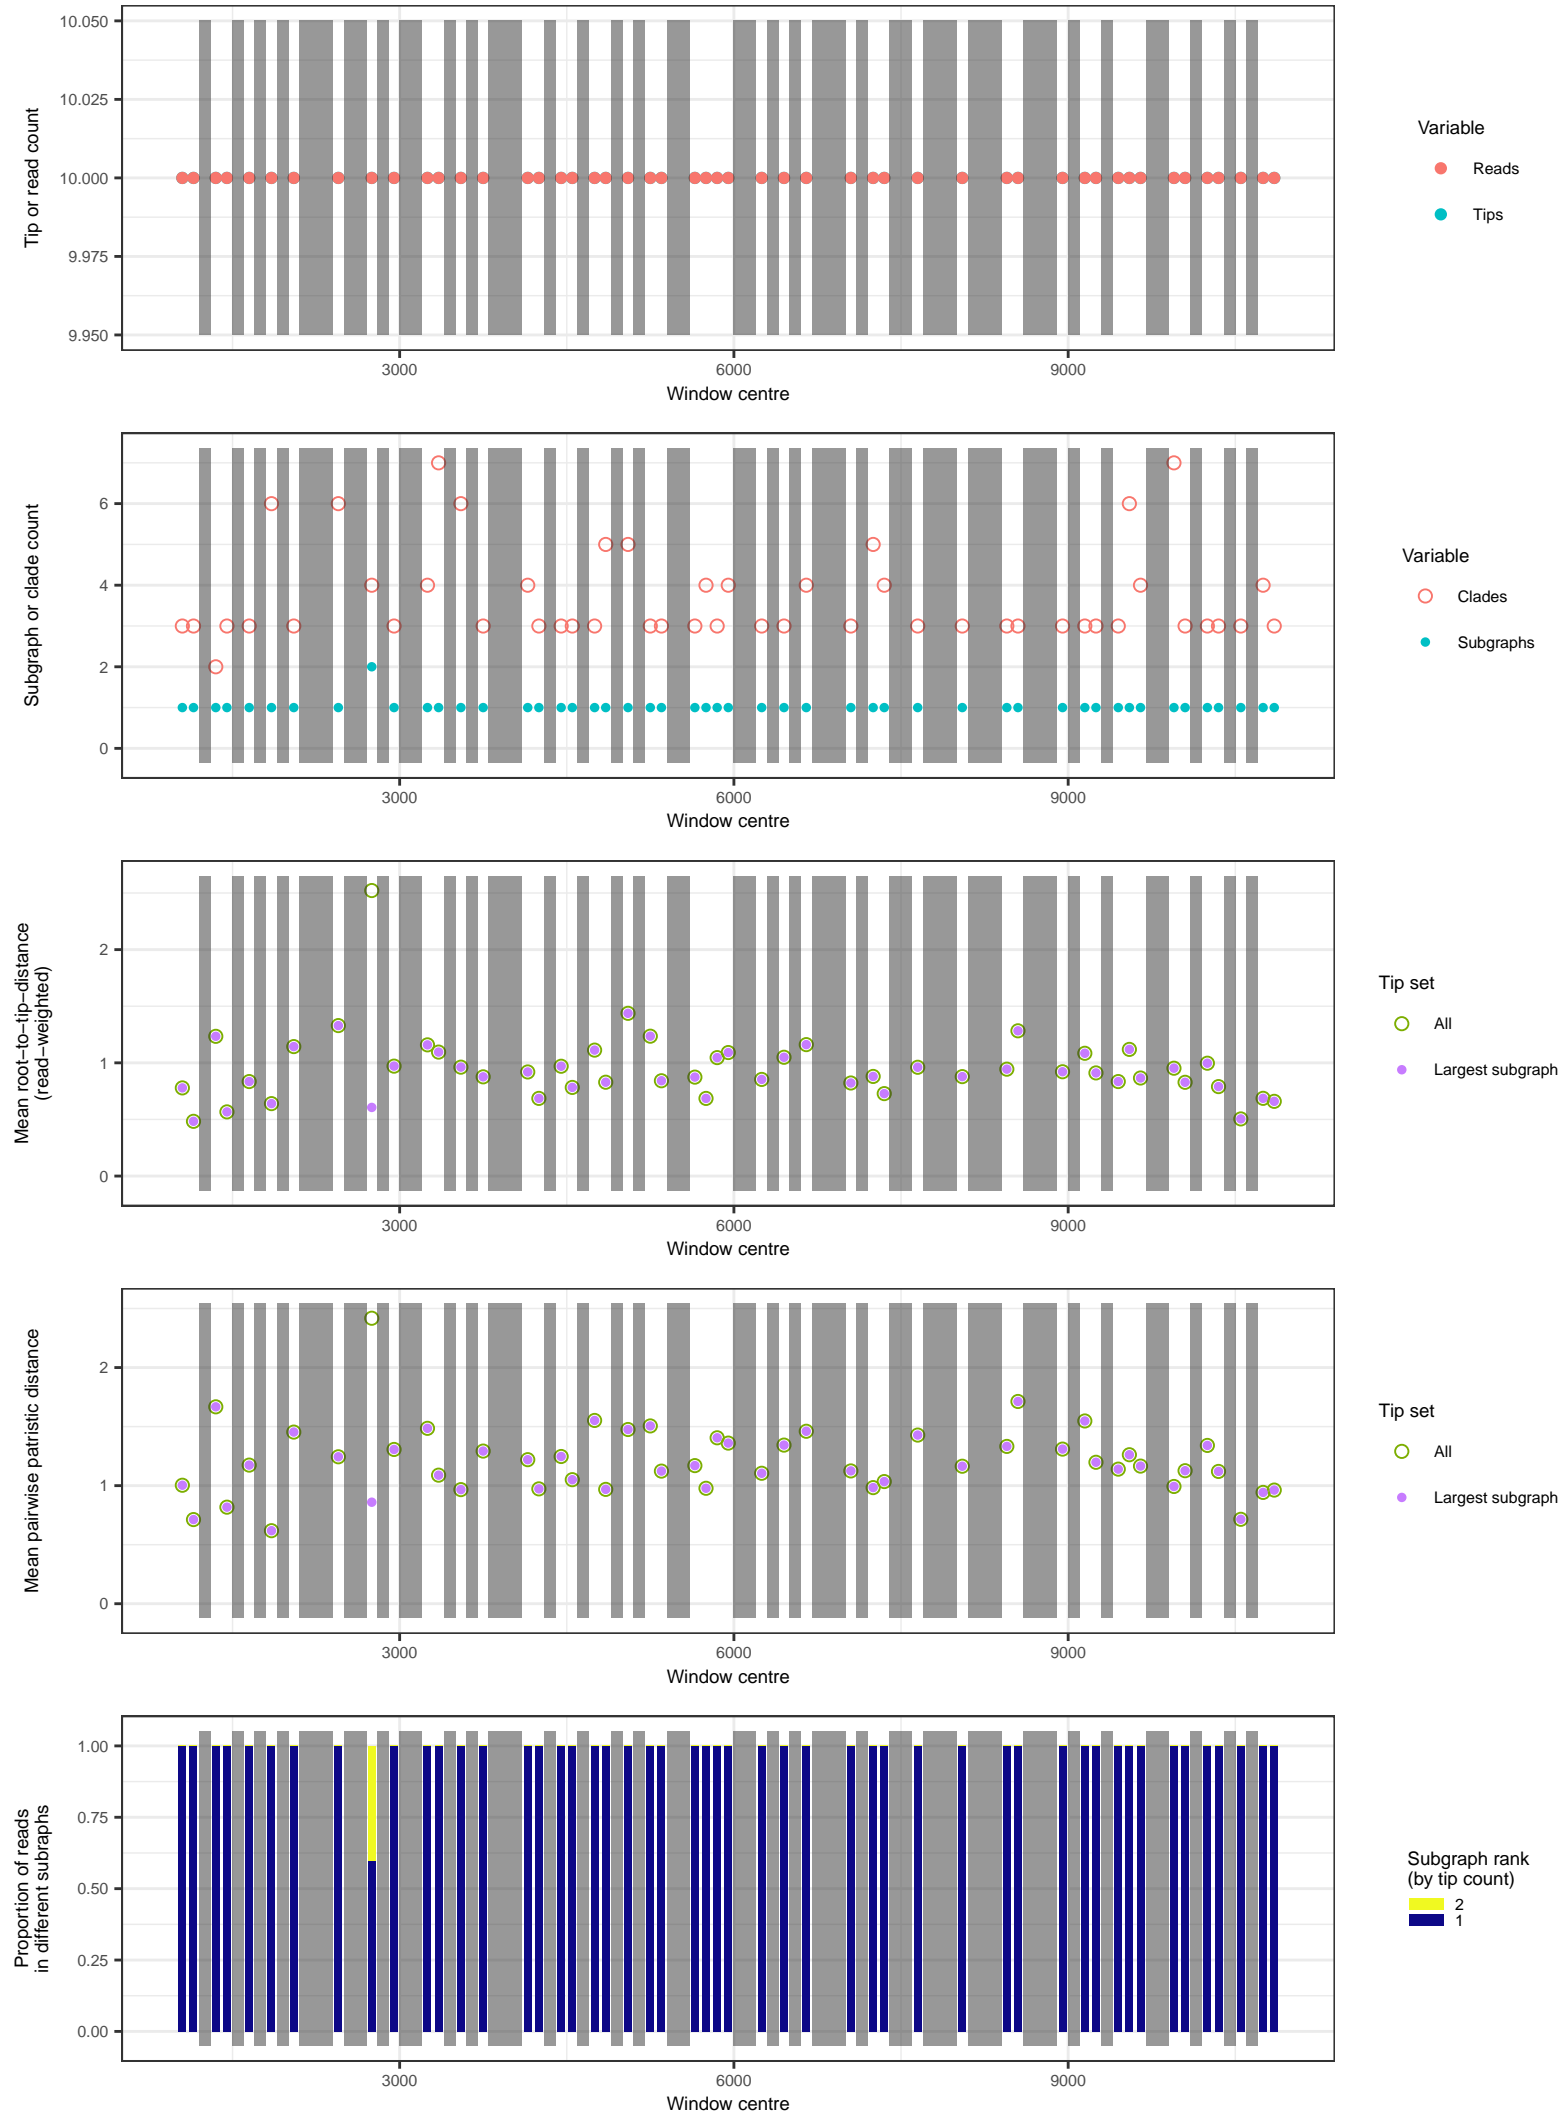 10.050
10.025
10.000
9.975
9.950
Tip or read count
3000
6000
9000
Window centre
Variable
Reads
Tips
6
4
2
0
Subgraph or clade count
3000
6000
9000
Window centre
Variable
Clades
Subgraphs
2
1
0
Mean root−to−tip−distance
(read−weighted)
3000
6000
9000
Window centre
Tip set
All
Largest subgraph
2
1
0
Mean pairwise patristic distance
3000
6000
9000
Window centre
Tip set
All
Largest subgraph
1.00
0.75
0.50
0.25
0.00
Proportion of reads
in different subraphs
3000
6000
9000
Window centre
Subgraph rank
(by tip count)
2
1